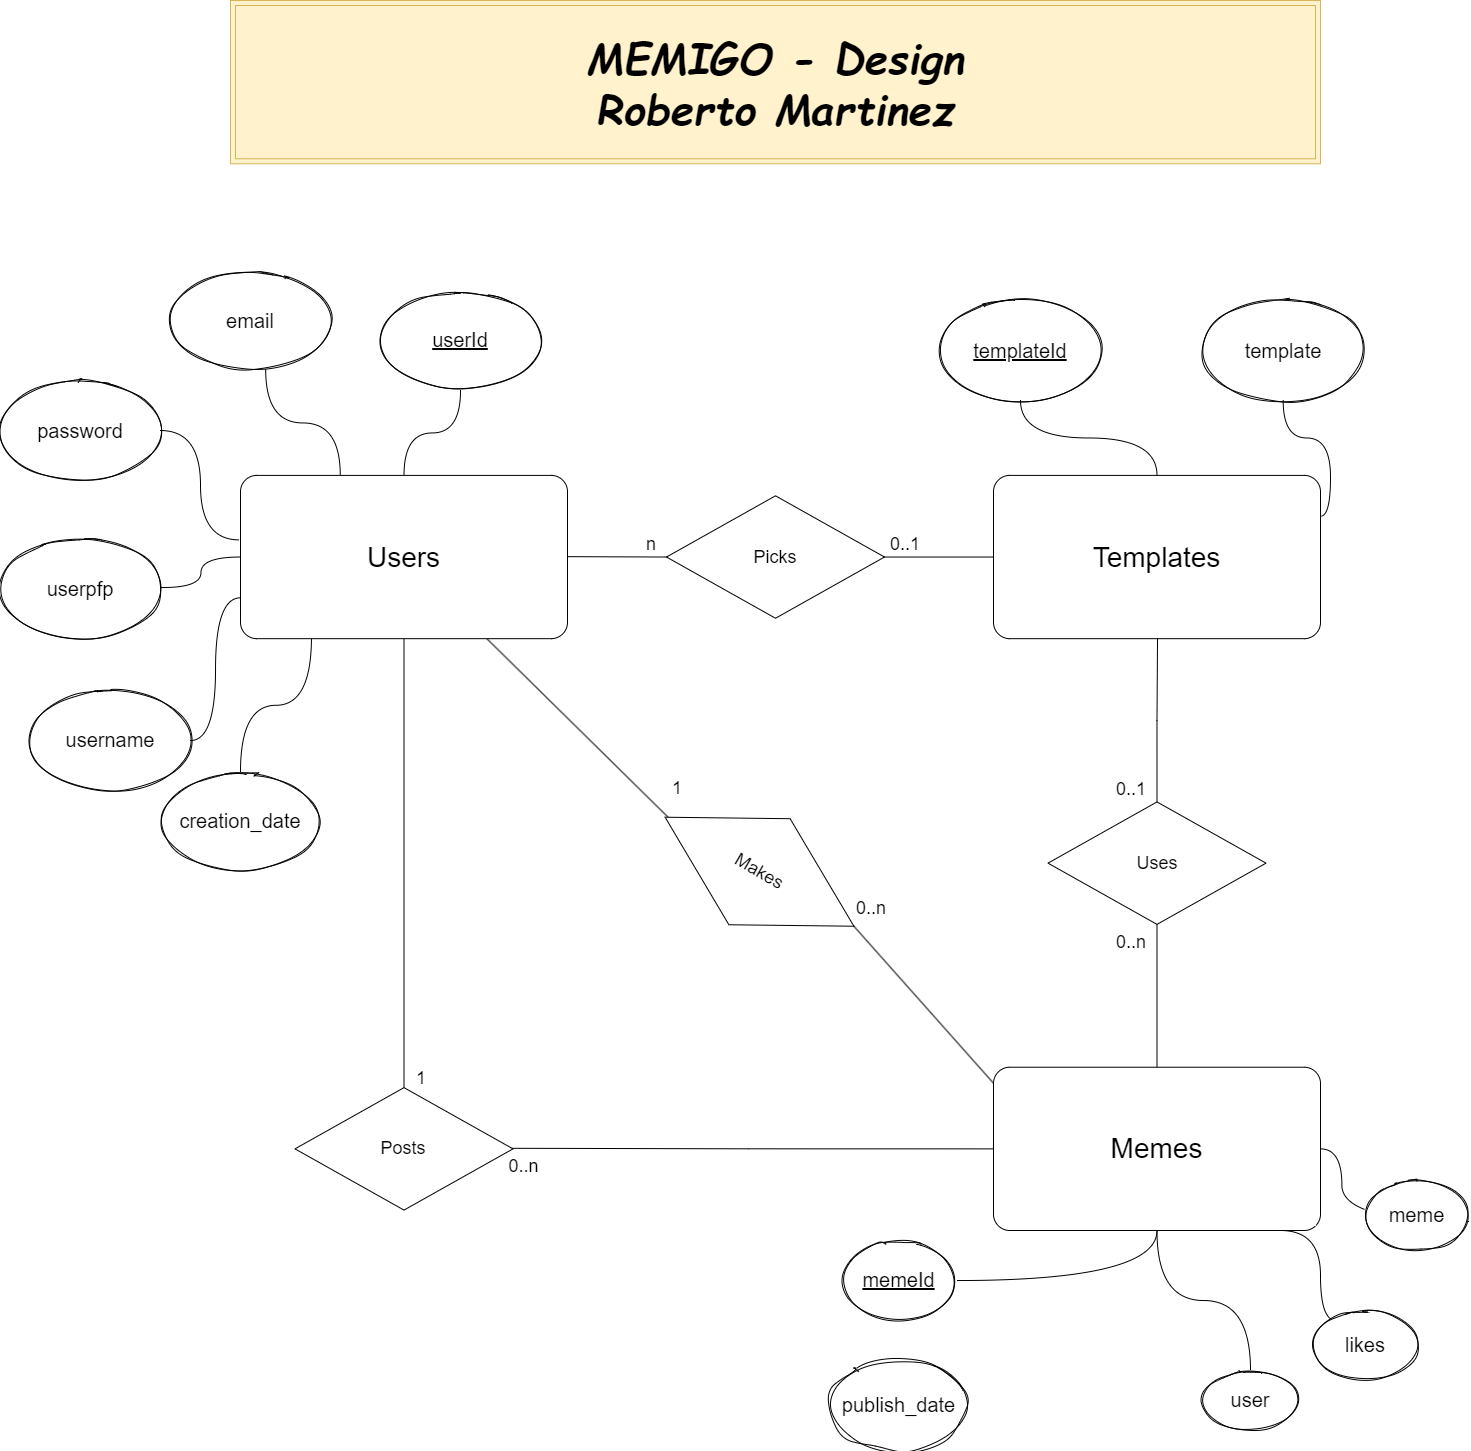 MEMIGO - Design
Roberto Martinez
email
userId
templateId
template
password
Users
n
Picks
0..1
Templates
userpfp
username
creation_date
1
Makes
0..n
0..1
Uses
0..n
1
Posts
0..n
Memes
meme
memeId
likes
user
publish_date